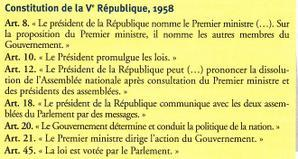 Constitution de la Vᵉ République, 1958
Art. 8. « Le président de la République nomme le Premier ministre (…). Sur
la proposition du Premier ministre, il nomme les autres membres du
Gouvernement. »
Art. 10. « Le Président promulgue les lois. »
Art. 12. « Le Président de la République peut (…) prononcer la dissolu-
tion de l'Assemblée nationale après consultation du Premier ministre et
des présidents des assemblées. »
Art. 18. « Le président de la République communique avec les deux assem-
blées du Parlement par des messages. »
Art. 20. « Le Gouvernement détermine et conduit la politique de la nation. »
Art. 21. « Le Premier ministre dirige l'action du Gouvernement. »
Art. 45. « La loi est votée par le Parlement. »